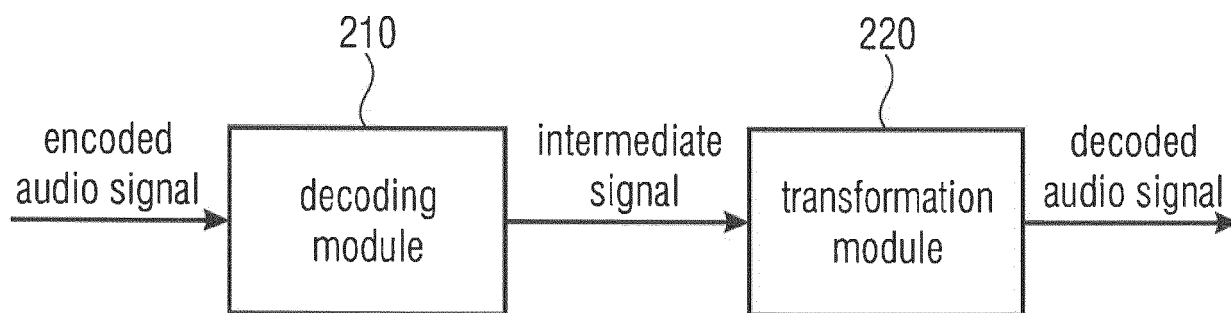 210
220
encoded
audio signal
decoding
module
intermediate
signal
transformation
module
decoded
audio signal